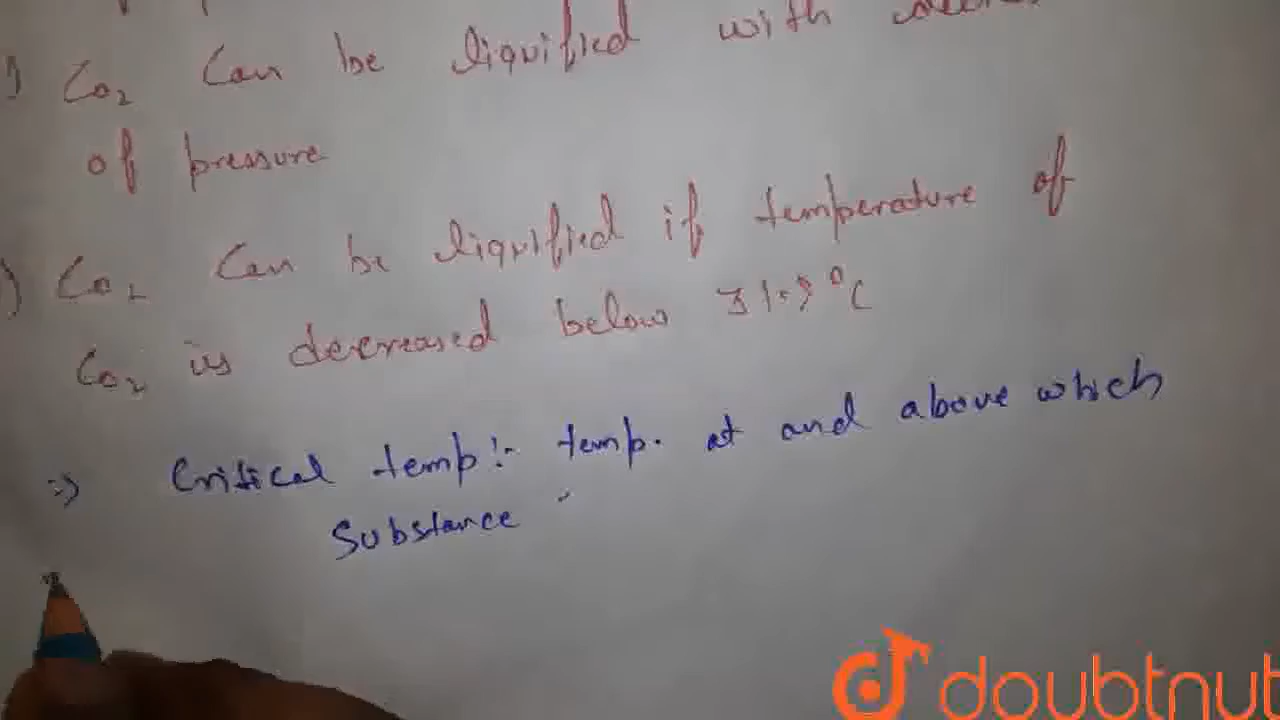 CO2 can be liquified with
of pressure
CO2 can be liquified if temperature of
CO2 is decreased below °C
=> Critical temp:- temp. at and above which
substance
doubtnut